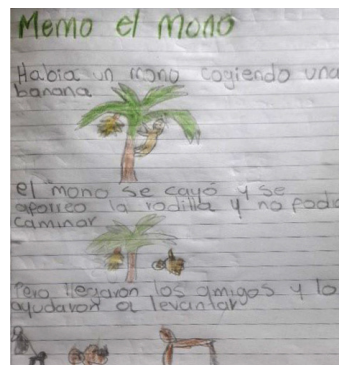 Memo el mono
Habia un mono cogiendo una
banana
el mono se cayó y se
aporreo la rodilla y no podia
caminar
Pero llegaron los amigos y lo
ayudaron a levantar